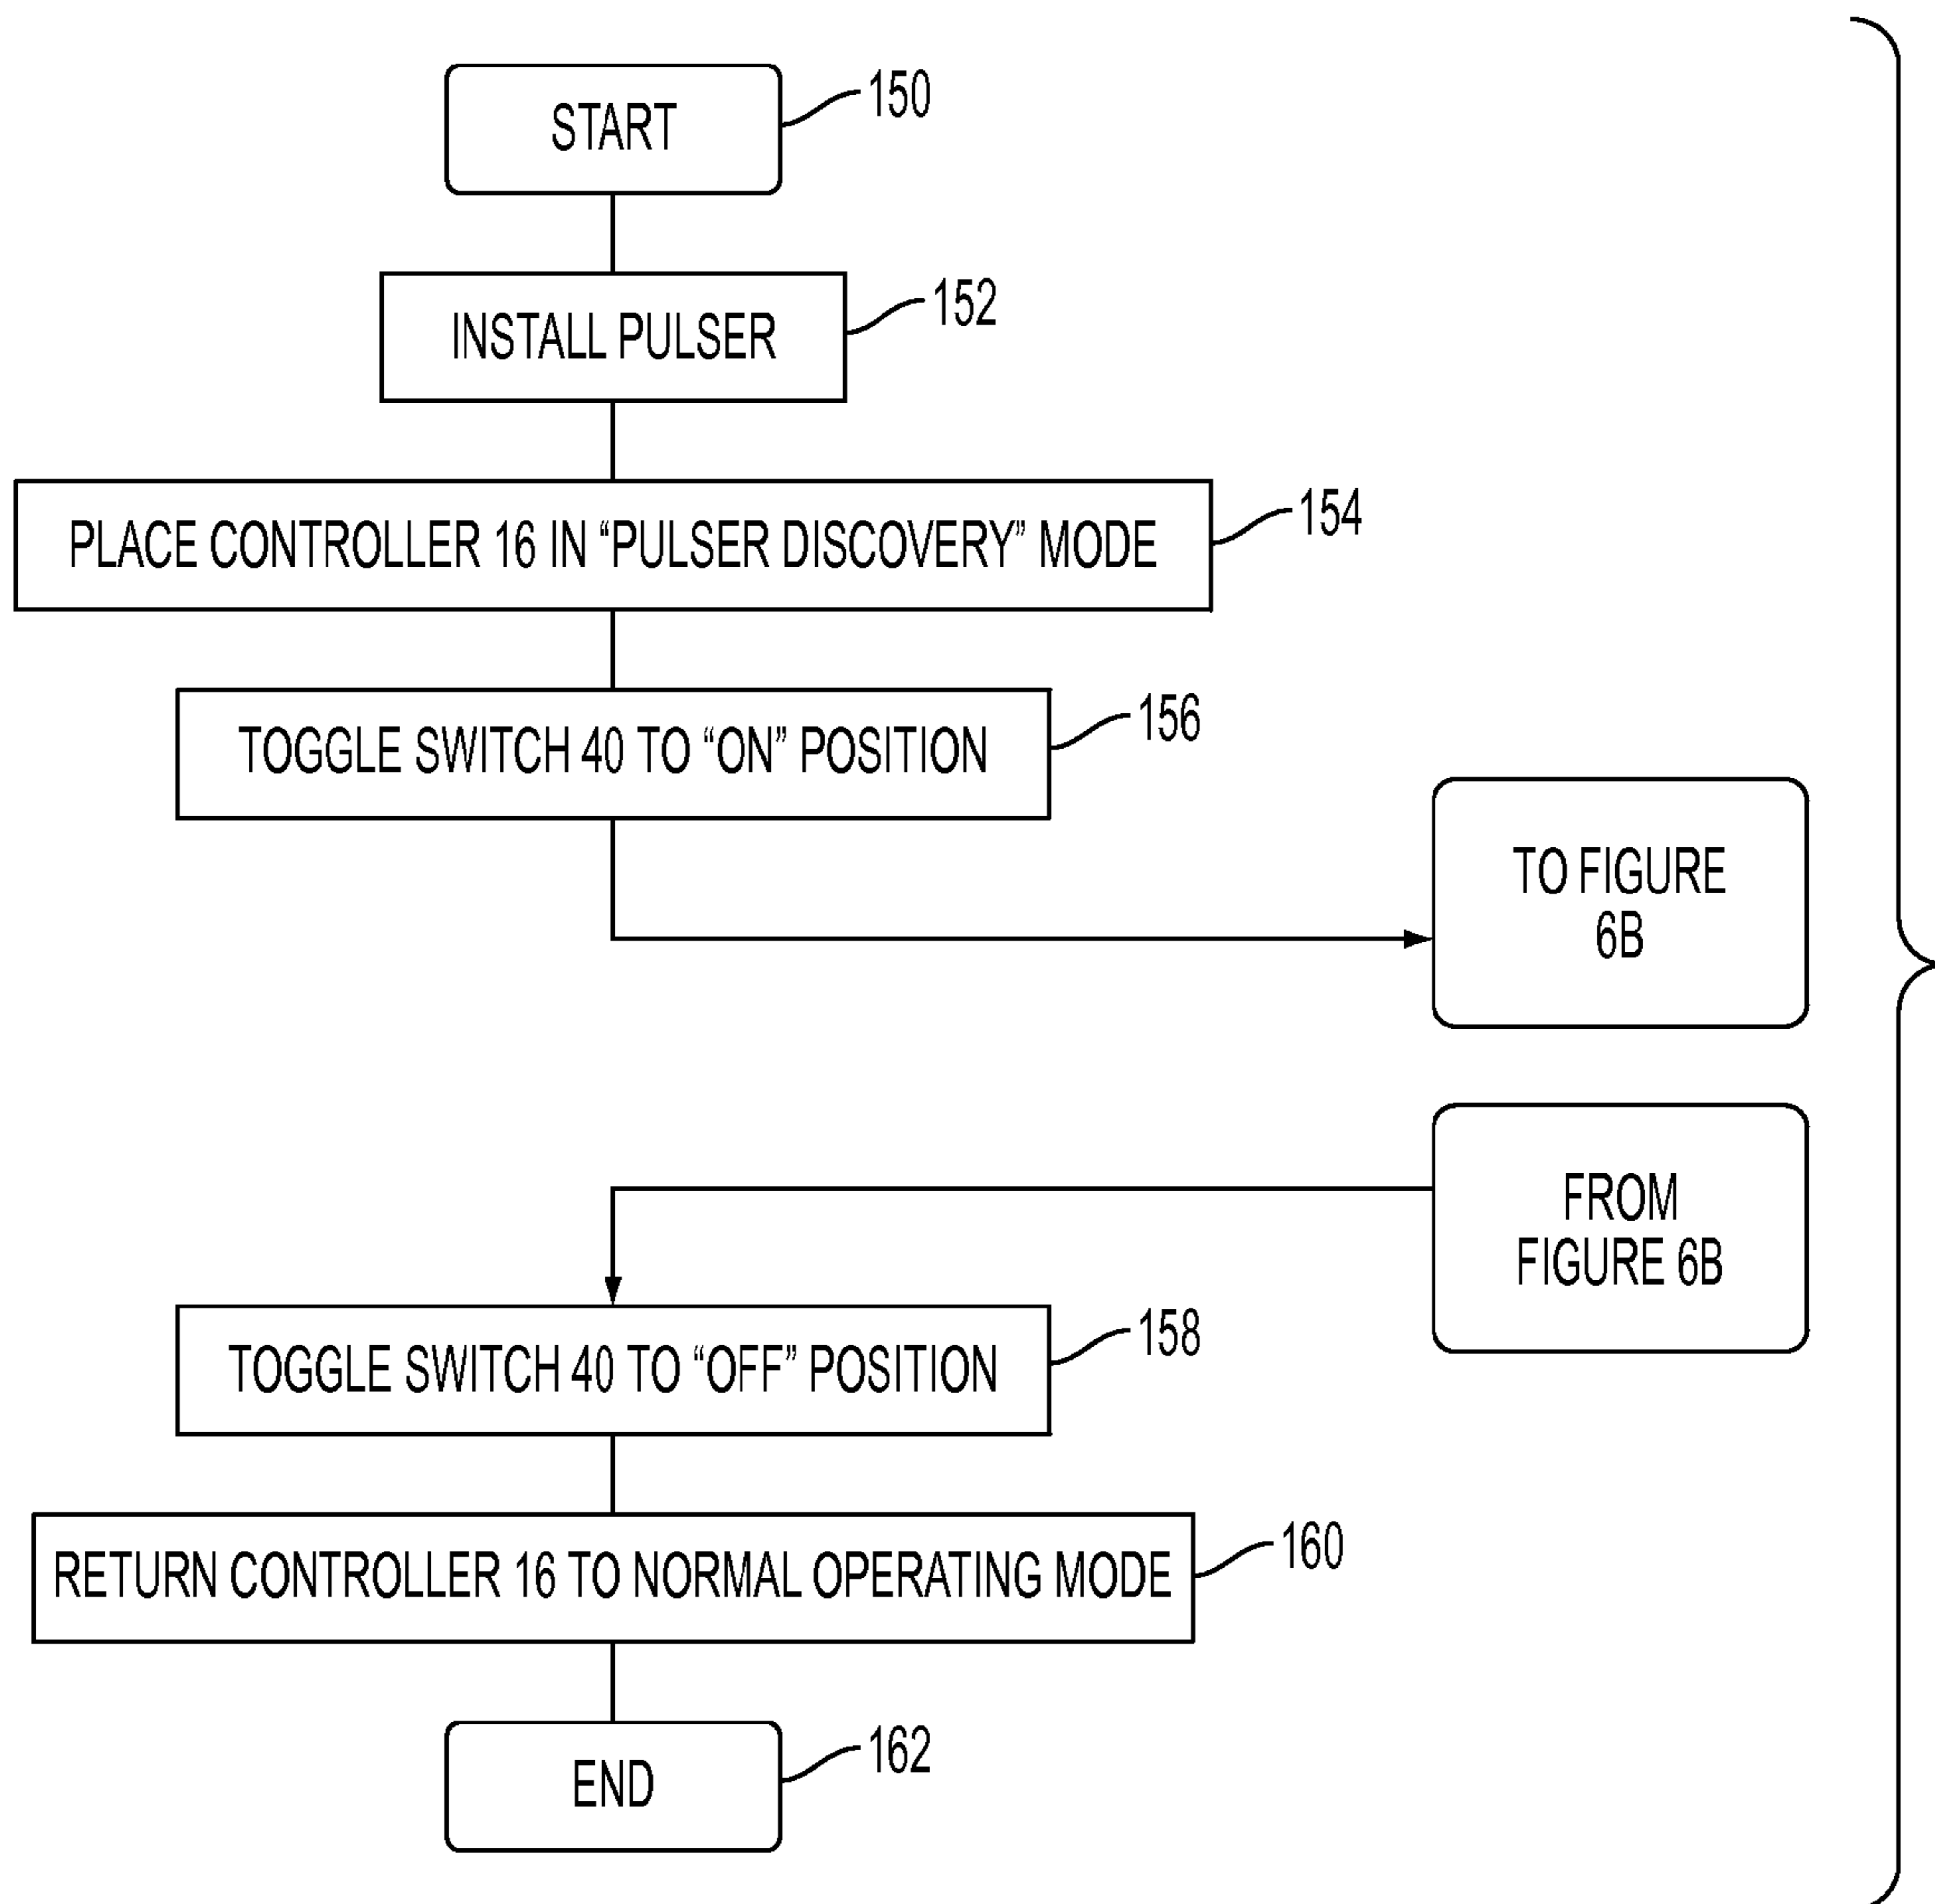 START
150
INSTALL PULSER
152
PLACE CONTROLLER 16 IN “PULSER DISCOVERY” MODE
154
TOGGLE SWITCH 40 TO “ON” POSITION
156
TO FIGURE
6B
FROM
FIGURE 6B
TOGGLE SWITCH 40 TO “OFF” POSITION
158
RETURN CONTROLLER 16 TO NORMAL OPERATING MODE
160
END
162